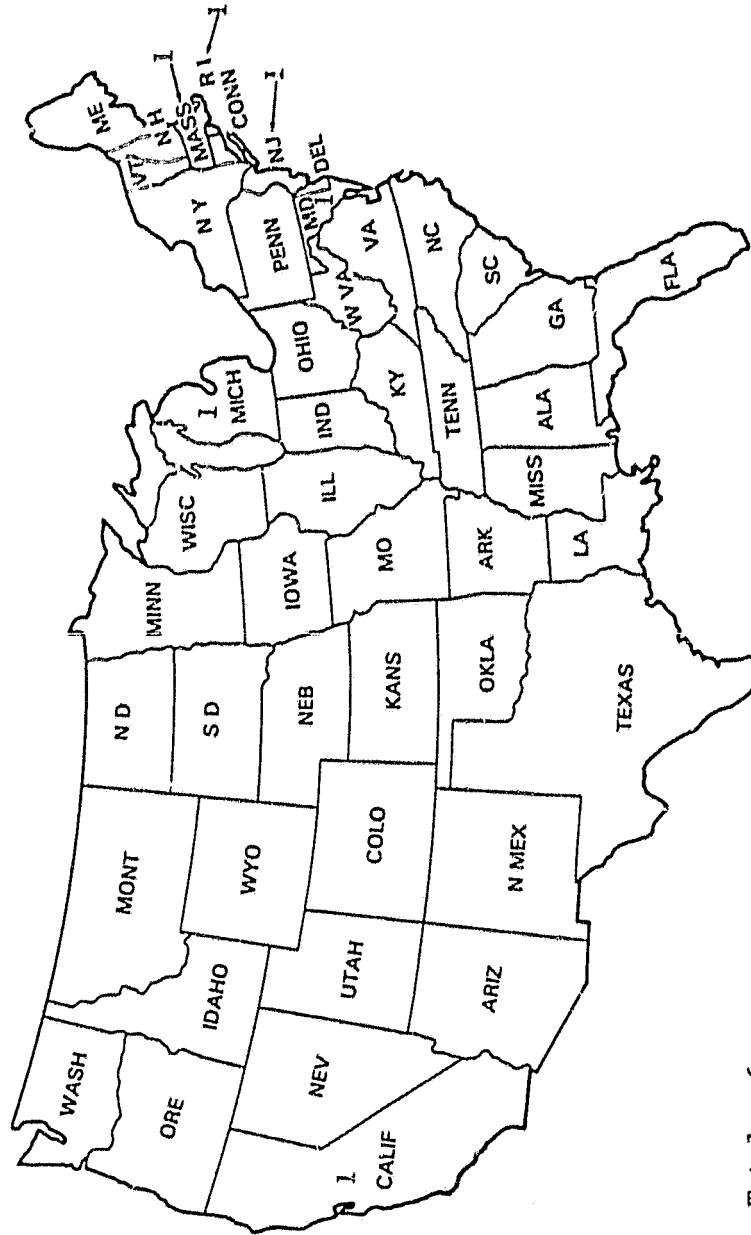 WASH
ORE
CALIF
1
NEV
IDAHO
MONT
WYO
UTAH
ARIZ
COLO
N MEX
N D
S D
NEB
KANS
OKLA
TEXAS
MINN
IOWA
MO
ARK
LA
WISC
ILL
MICH
1
IND
OHIO
KY
TENN
MISS
ALA
GA
FLA
SC
NC
VA
W VA
PENN
N Y
VT
N H
ME
MASS
1
R I
1
CONN
NJ
1
DEL
MD
1